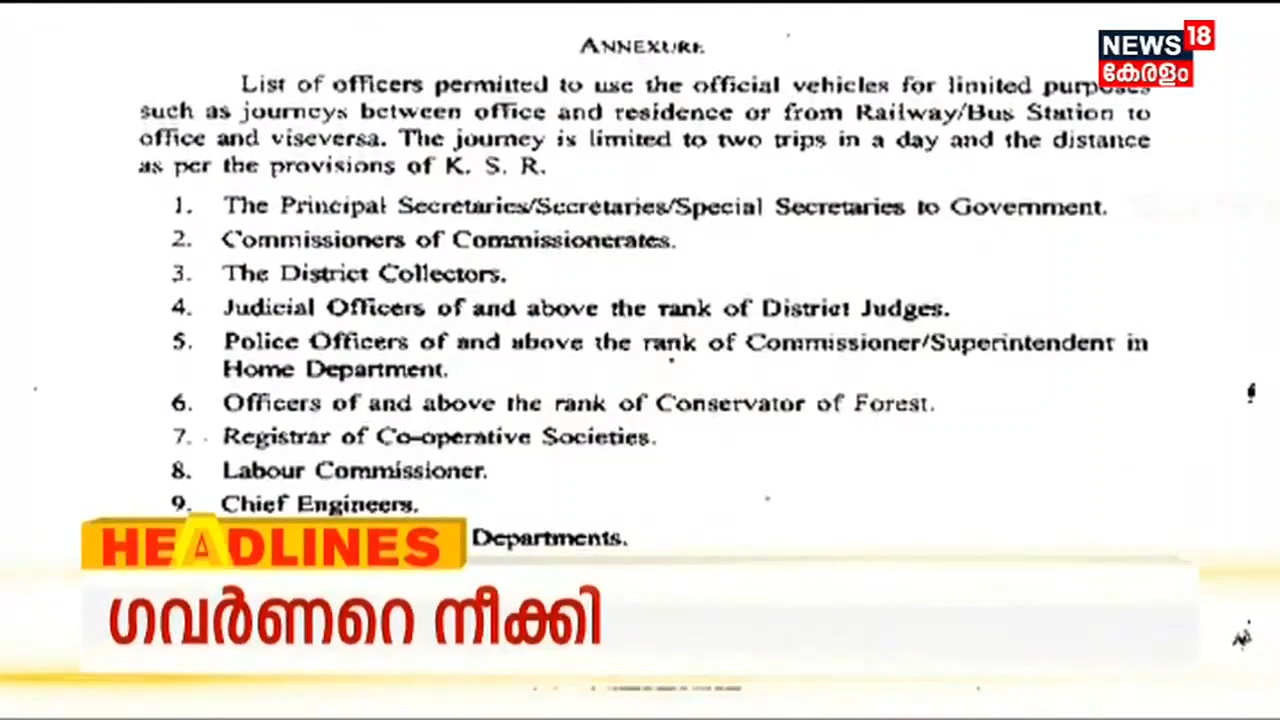 ANNEXURE
NEWS 18
കേരളം
List of officers permitted to use the official vehicles for limited purposes
such as journeys between office and residence or from Railway/Bus Station to
office and viseversa. The journey is limited to two trips in a day and the distance
as per the provisions of K. S. R.
1. The Principal Secretaries/Secretaries/Special Secretaries to Government.
2. Commissioners of Commissionerates.
3. The District Collectors.
4. Judicial Officers of and above the rank of District Judges.
5. Police Officers of and above the rank of Commissioner/Superintendent in
Home Department.
6. Officers of and above the rank of Conservator of Forest.
7. Registrar of Co-operative Societies.
8. Labour Commissioner.
9. Chief Engineers.
Departments.
HEADLINES
ഗവർണറെ നീക്കി